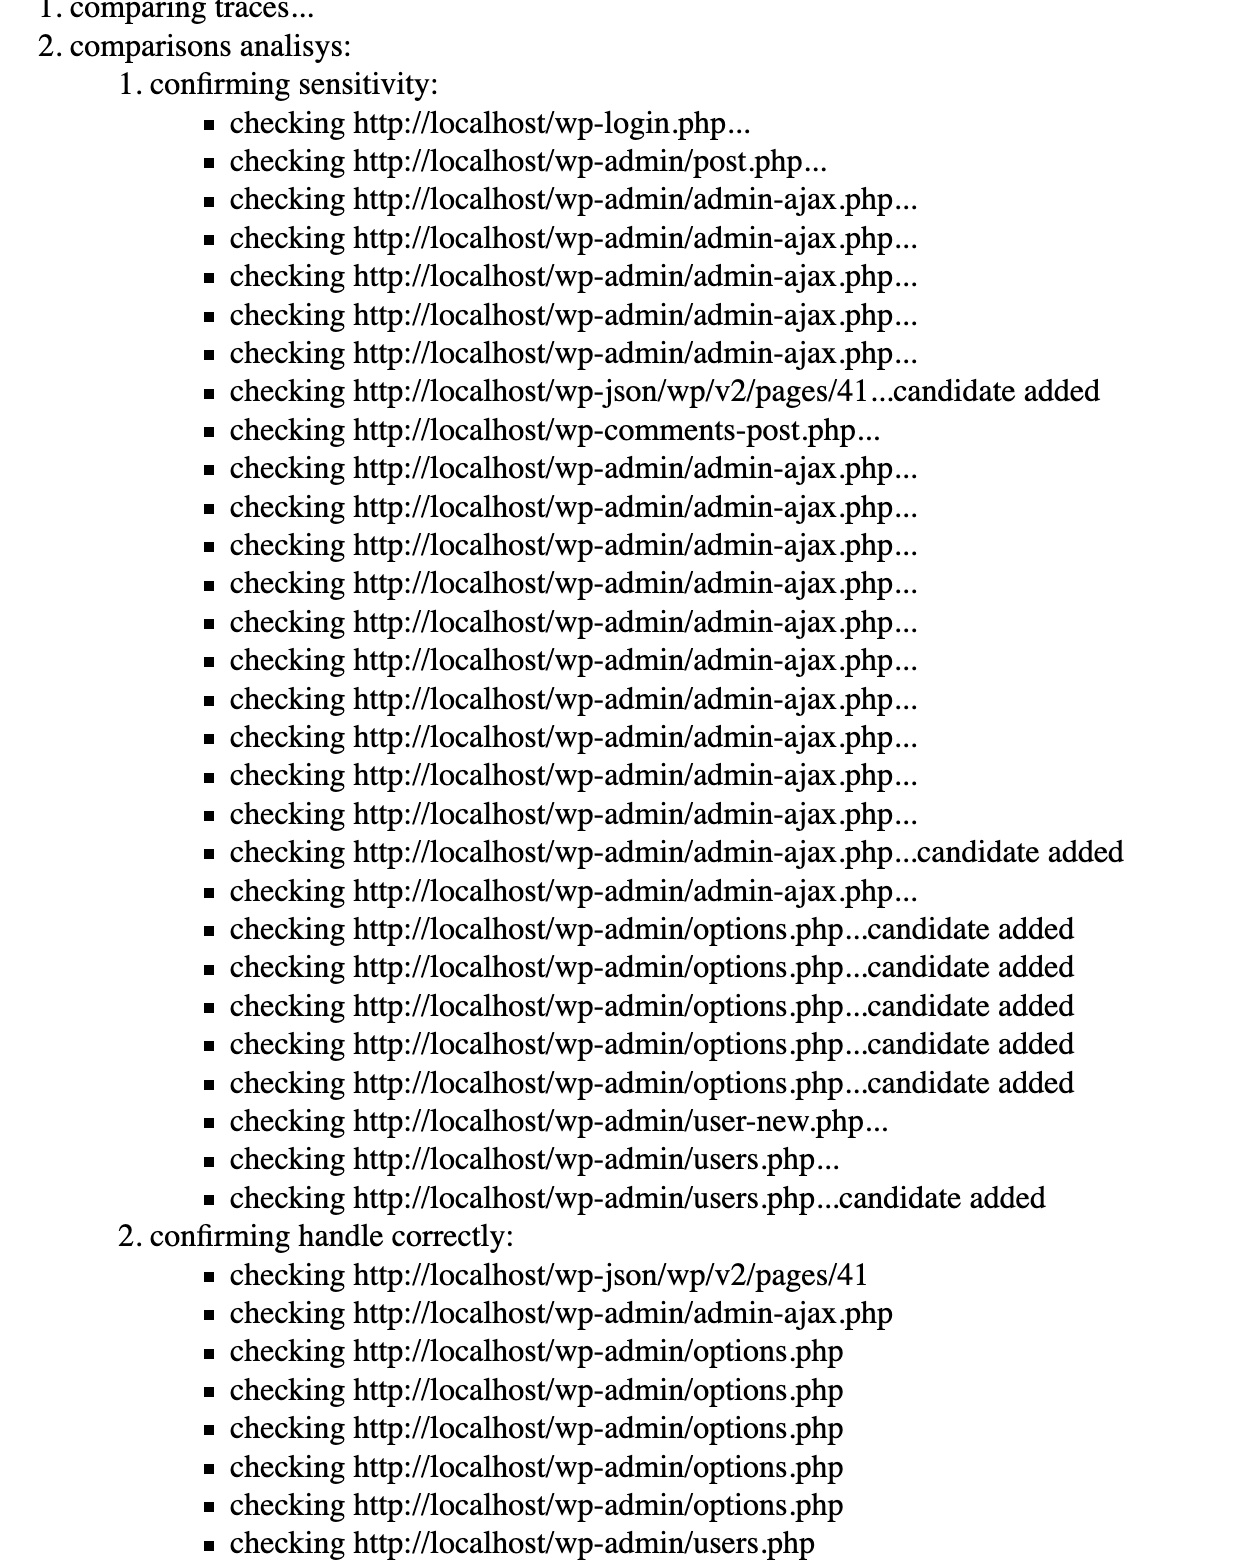 1. comparing traces...
2. comparisons analisys:
1. confirming sensitivity:
▪ checking http://localhost/wp-login.php...
▪ checking http://localhost/wp-admin/post.php...
▪ checking http://localhost/wp-admin/admin-ajax.php...
▪ checking http://localhost/wp-admin/admin-ajax.php...
▪ checking http://localhost/wp-admin/admin-ajax.php...
▪ checking http://localhost/wp-admin/admin-ajax.php...
▪ checking http://localhost/wp-admin/admin-ajax.php...
▪ checking http://localhost/wp-json/wp/v2/pages/41...candidate added
▪ checking http://localhost/wp-comments-post.php...
▪ checking http://localhost/wp-admin/admin-ajax.php...
▪ checking http://localhost/wp-admin/admin-ajax.php...
▪ checking http://localhost/wp-admin/admin-ajax.php...
▪ checking http://localhost/wp-admin/admin-ajax.php...
▪ checking http://localhost/wp-admin/admin-ajax.php...
▪ checking http://localhost/wp-admin/admin-ajax.php...
▪ checking http://localhost/wp-admin/admin-ajax.php...
▪ checking http://localhost/wp-admin/admin-ajax.php...
▪ checking http://localhost/wp-admin/admin-ajax.php...
▪ checking http://localhost/wp-admin/admin-ajax.php...
▪ checking http://localhost/wp-admin/admin-ajax.php...candidate added
▪ checking http://localhost/wp-admin/admin-ajax.php...
▪ checking http://localhost/wp-admin/options.php...candidate added
▪ checking http://localhost/wp-admin/options.php...candidate added
▪ checking http://localhost/wp-admin/options.php...candidate added
▪ checking http://localhost/wp-admin/options.php...candidate added
▪ checking http://localhost/wp-admin/options.php...candidate added
▪ checking http://localhost/wp-admin/user-new.php...
▪ checking http://localhost/wp-admin/users.php...
▪ checking http://localhost/wp-admin/users.php...candidate added
2. confirming handle correctly:
▪ checking http://localhost/wp-json/wp/v2/pages/41
▪ checking http://localhost/wp-admin/admin-ajax.php
▪ checking http://localhost/wp-admin/options.php
▪ checking http://localhost/wp-admin/options.php
▪ checking http://localhost/wp-admin/options.php
▪ checking http://localhost/wp-admin/options.php
▪ checking http://localhost/wp-admin/options.php
▪ checking http://localhost/wp-admin/users.php